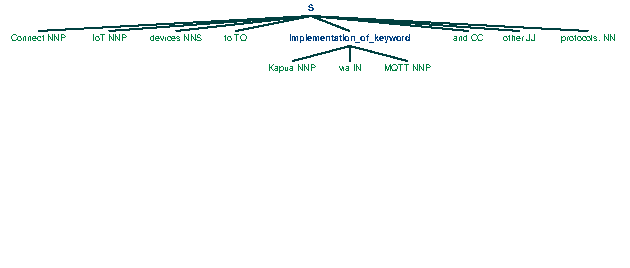 S
Connect NNP IoT NNP devices NNS to TO Implementation_of_keyword and CC other JJ protocols. NN
Kapua NNP via IN MQTT NNP